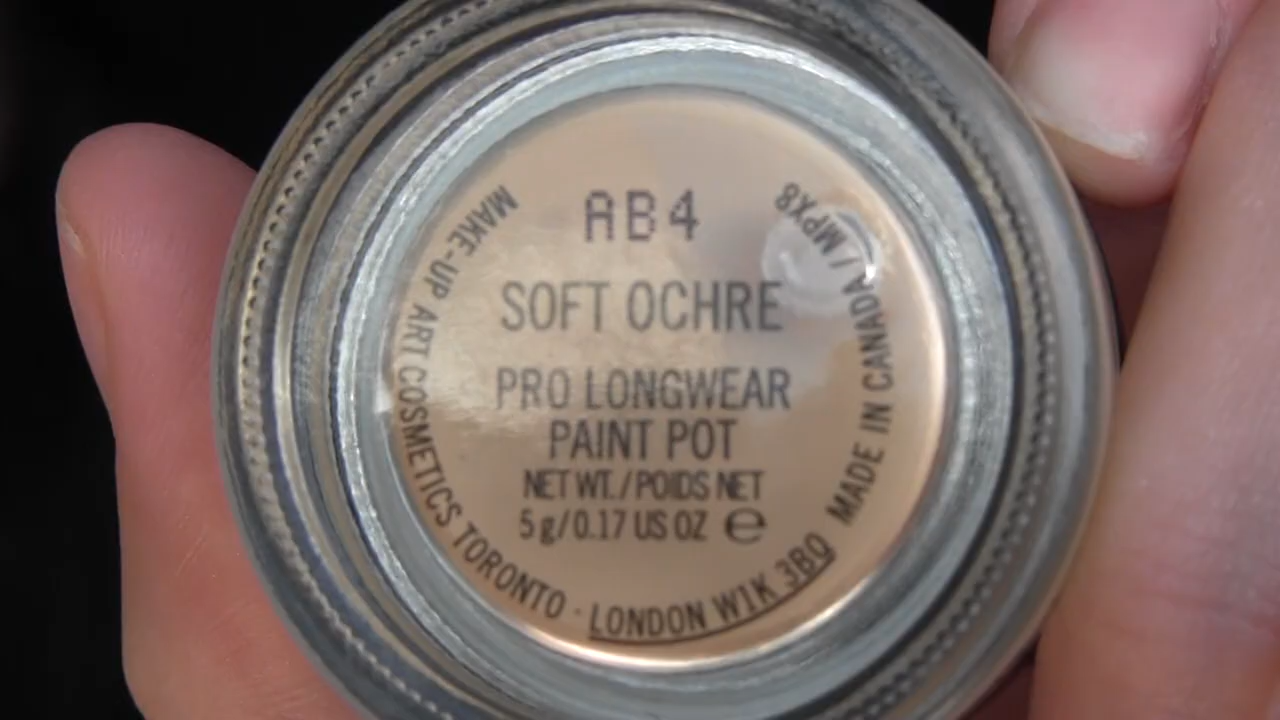 AB4
SOFT OCHRE
PRO LONGWEAR
PAINT POT
NET WT./POIDS NET
5 g/0.17 US OZ ℮
MAKE-UP ART COSMETICS TORONTO · LONDON W1K 3BQ MADE IN CANADA / MPX8